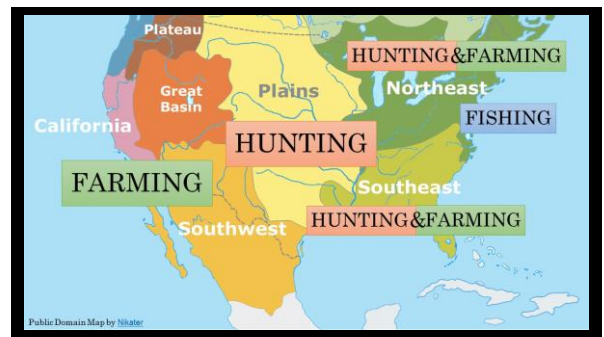 Plateau
HUNTING&FARMING
Great
Basin
Plains
Northeast
California
FISHING
HUNTING
FARMING
Southeast
HUNTING&FARMING
Southwest
Public Domain Map by Nikater